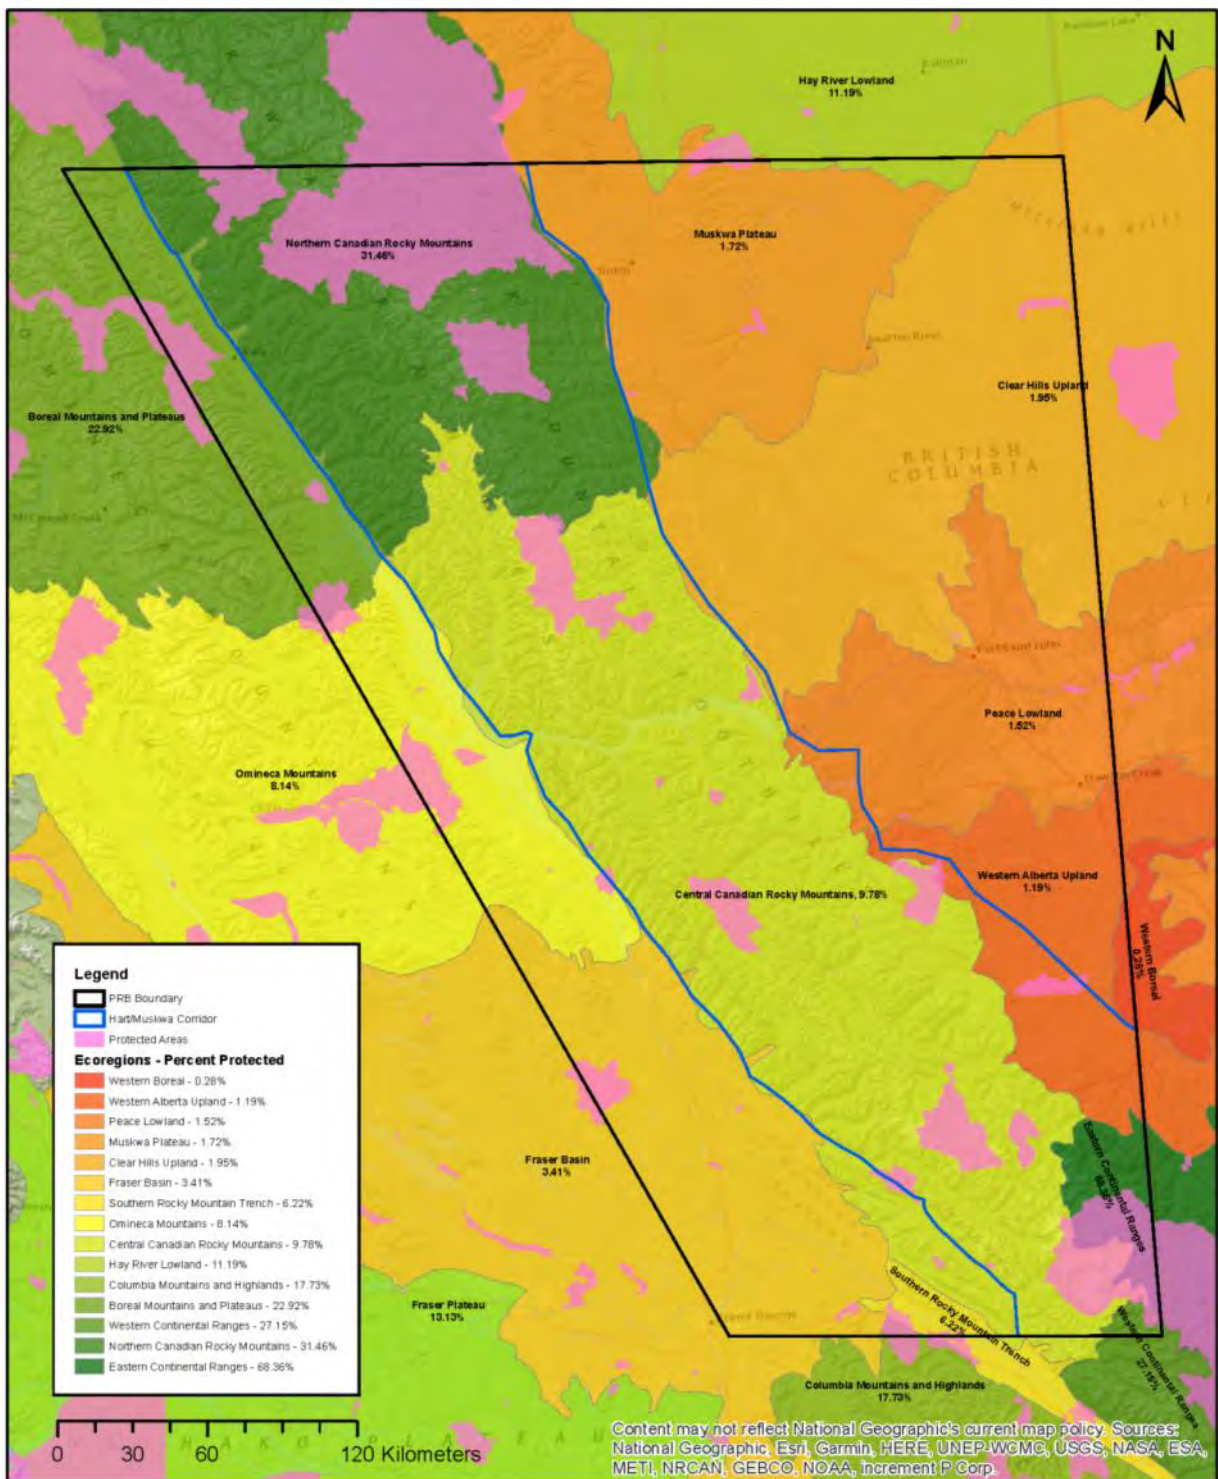 N
Hay River Lowland
11.19%
Muskwa Plateau
1.72%
Northern Canadian Rocky Mountains
31.46%
Clear Hills Upland
1.95%
Boreal Mountains and Plateaus
22.92%
BRITISH
COLUMBIA
Peace Lowland
1.52%
Omineca Mountains
8.14%
Western Alberta Upland
1.19%
Central Canadian Rocky Mountains, 9.78%
Western Boreal
0.28%
Fraser Basin
3.41%
Eastern Continental Ranges
68.36%
Southern Rocky Mountain Trench
6.22%
Fraser Plateau
13.13%
Western Continental Ranges
27.15%
Columbia Mountains and Highlands
17.73%
Legend
PRB Boundary
Hart/Muskwa Corridor
Protected Areas
Ecoregions - Percent Protected
Western Boreal - 0.28%
Western Alberta Upland - 1.19%
Peace Lowland - 1.52%
Muskwa Plateau - 1.72%
Clear Hills Upland - 1.95%
Fraser Basin - 3.41%
Southern Rocky Mountain Trench - 6.22%
Omineca Mountains - 8.14%
Central Canadian Rocky Mountains - 9.78%
Hay River Lowland - 11.19%
Columbia Mountains and Highlands - 17.73%
Boreal Mountains and Plateaus - 22.92%
Western Continental Ranges - 27.15%
Northern Canadian Rocky Mountains - 31.46%
Eastern Continental Ranges - 68.36%
0 60 120 Kilometers
Content may not reflect National Geographic's current map policy. Sources:
National Geographic, Esri, Garmin, HERE, UNEP-WCMC, USGS, NASA, ESA,
METI, NRCAN, GEBCO, NOAA, increment P Corp.